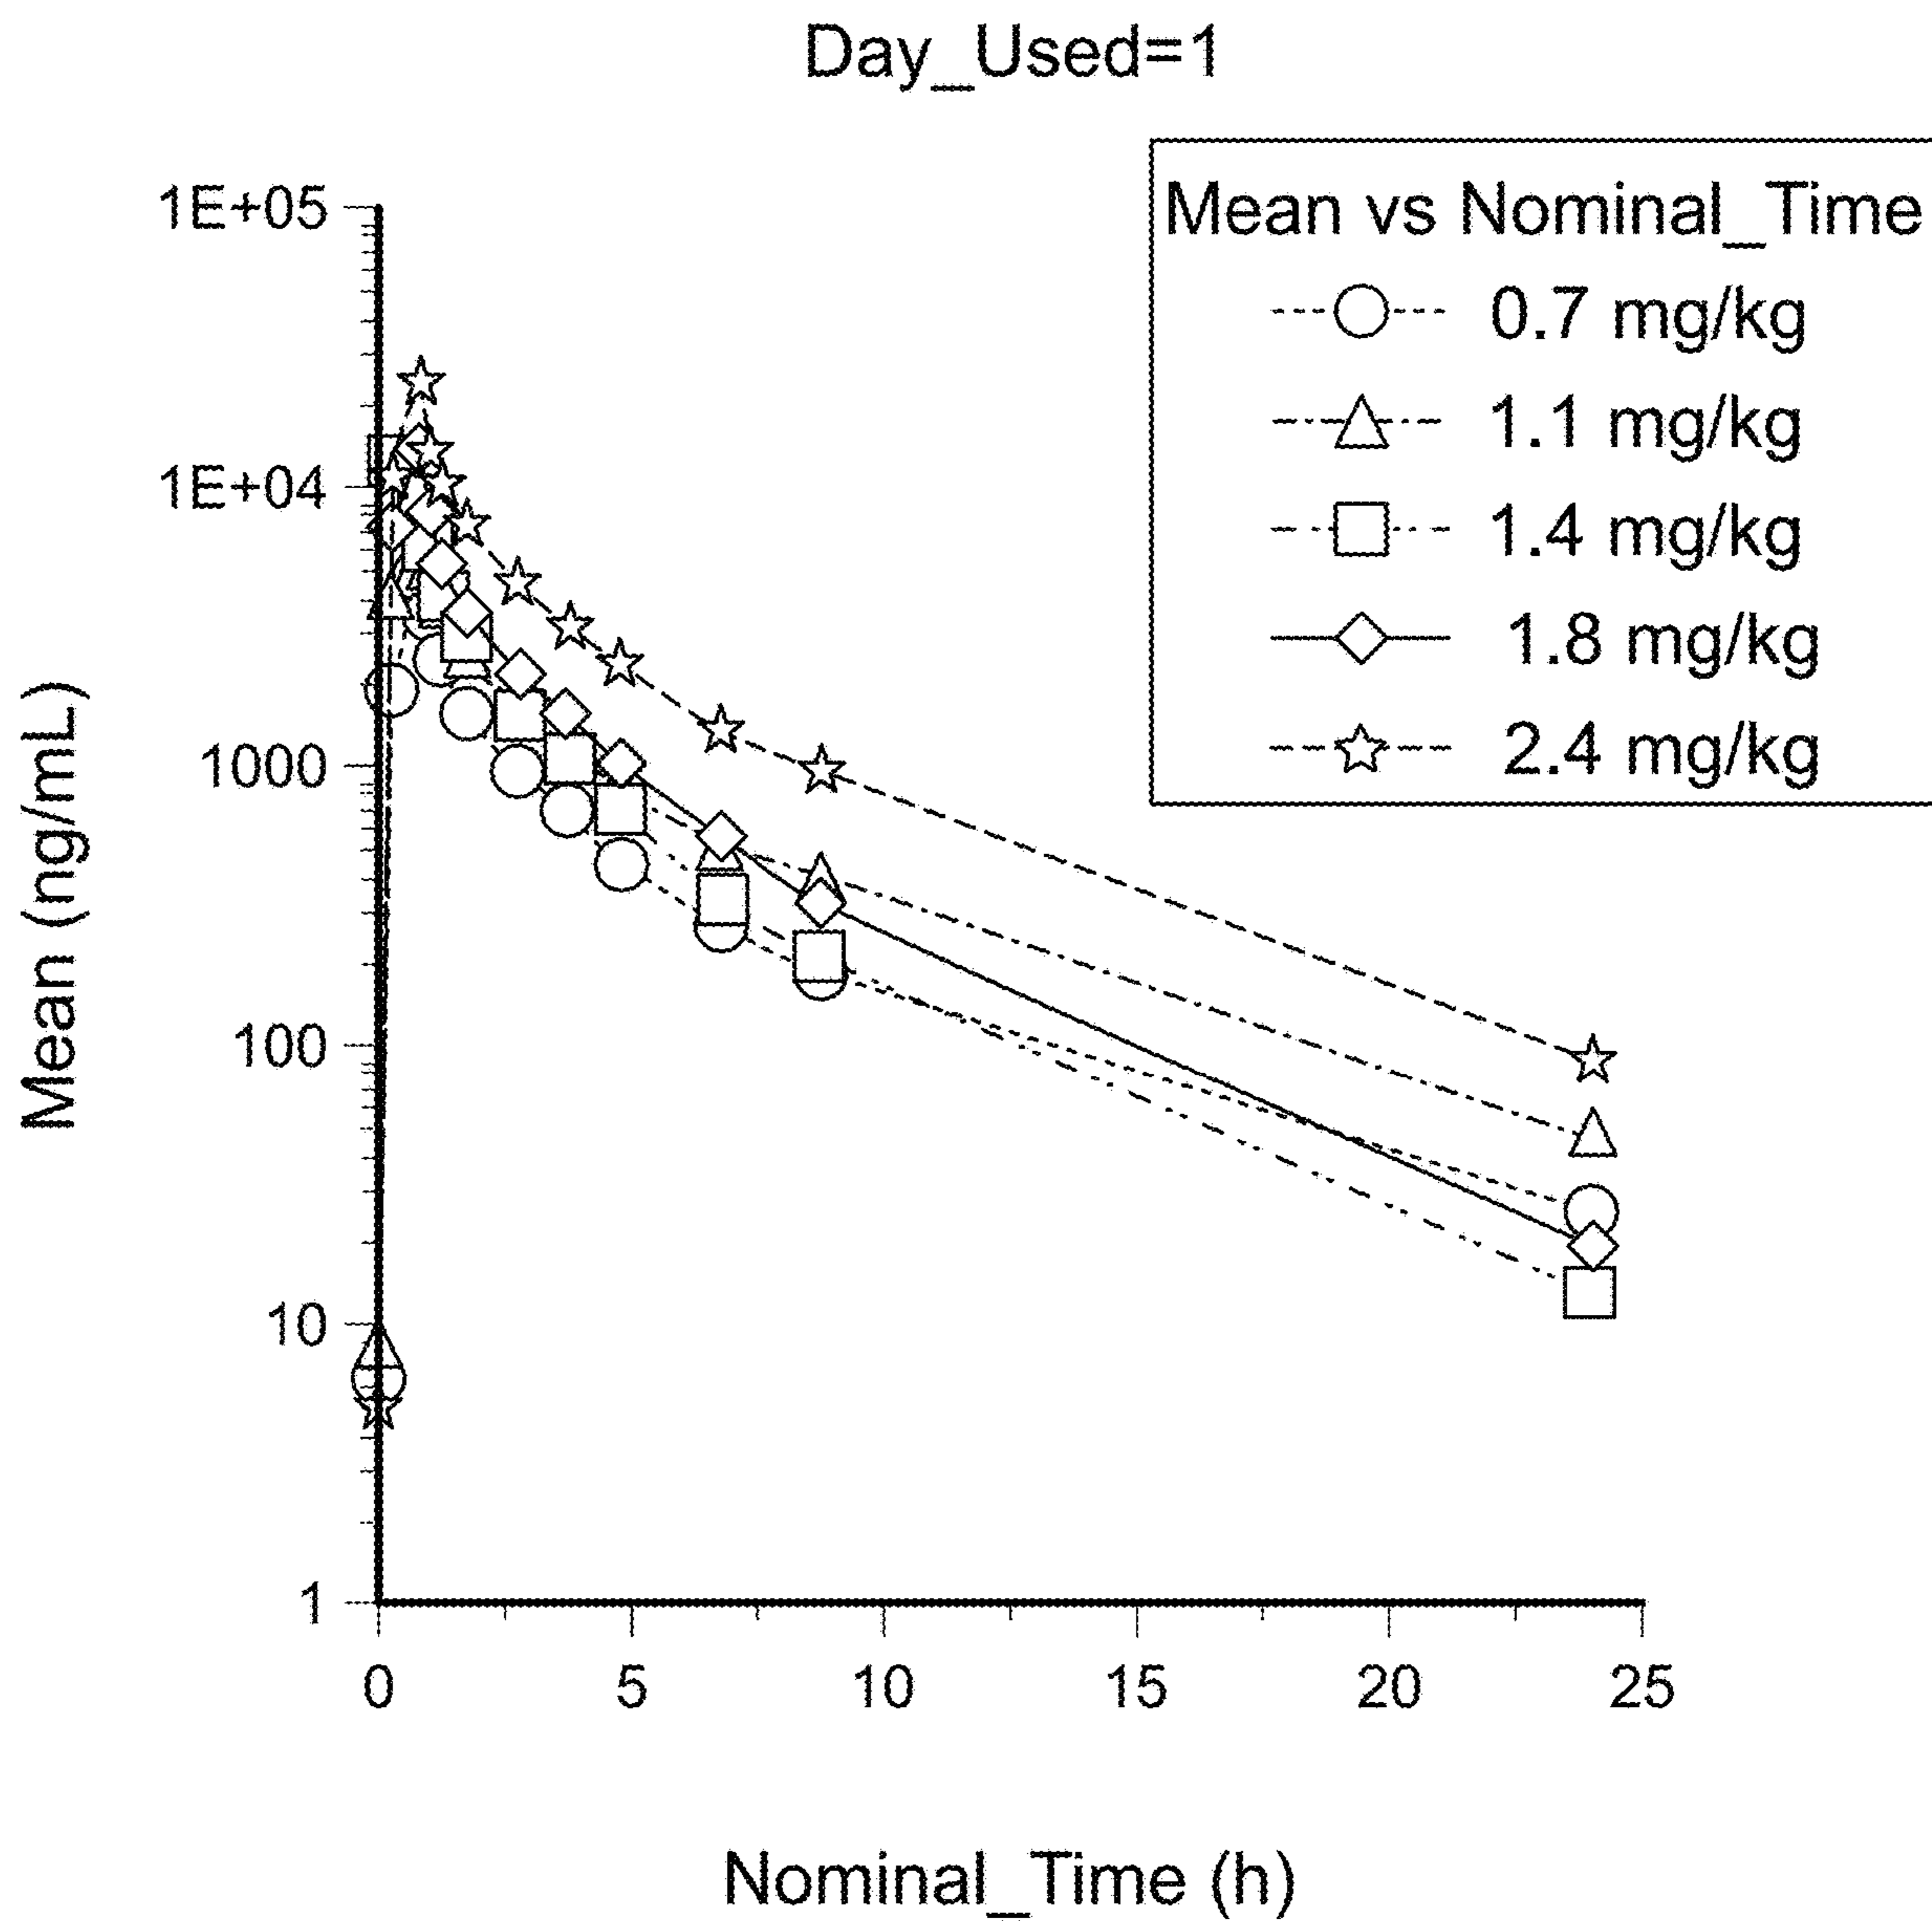 Day_Used=1
Mean vs Nominal_Time
0.7 mg/kg
1.1 mg/kg
1.4 mg/kg
1.8 mg/kg
2.4 mg/kg
Mean (ng/mL)
1E+05
1E+04
1000
100
10
1
0 5 10 15 20 25
Nominal_Time (h)